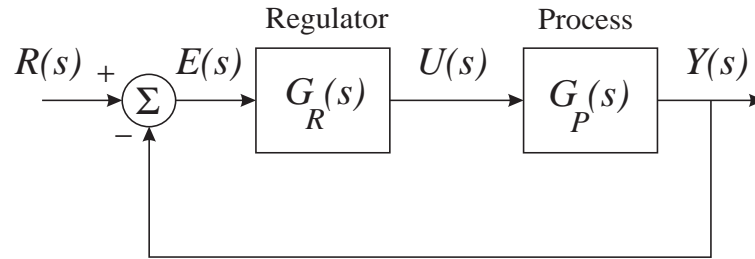 Regulator
Process
R(s)
+
Σ
−
E(s)
G_R(s)
U(s)
G_P(s)
Y(s)